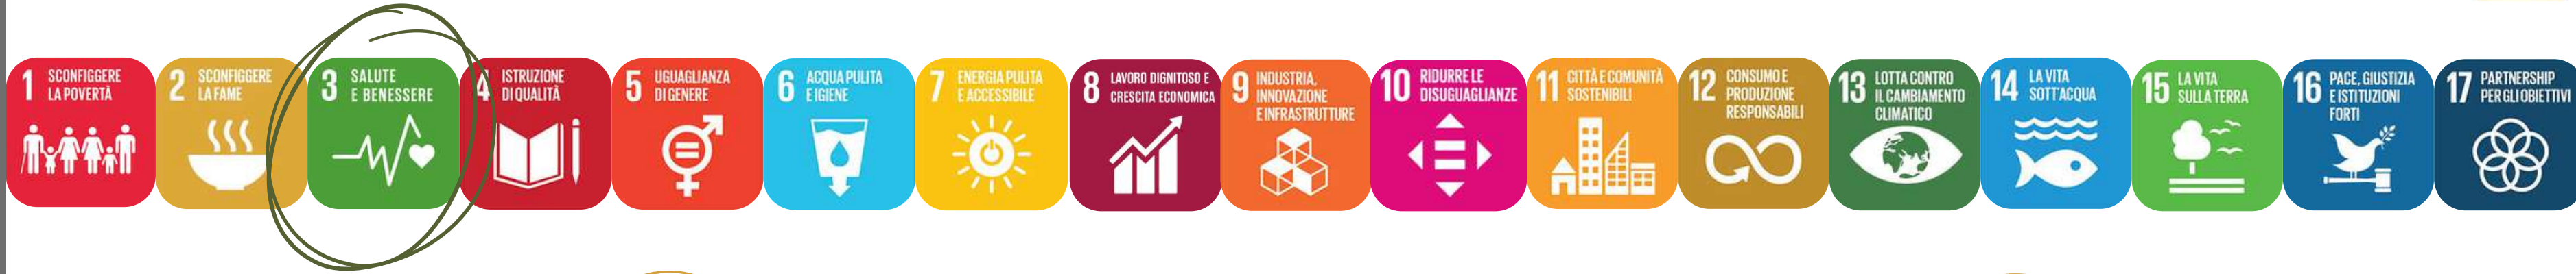 1 SCONFIGGERE
LA POVERTÀ
2 SCONFIGGERE
LA FAME
3 SALUTE
E BENESSERE
4 ISTRUZIONE
DI QUALITÀ
5 UGUAGLIANZA
DI GENERE
6 ACQUA PULITA
E IGIENE
7 ENERGIA PULITA
E ACCESSIBILE
8 LAVORO DIGNITOSO E
CRESCITA ECONOMICA
9 INDUSTRIA,
INNOVAZIONE
E INFRASTRUTTURE
10 RIDURRE LE
DISUGUAGLIANZE
11 CITTÀ E COMUNITÀ
SOSTENIBILI
12 CONSUMO E
PRODUZIONE
RESPONSABILI
13 LOTTA CONTRO
IL CAMBIAMENTO
CLIMATICO
14 LA VITA
SOTT'ACQUA
15 LA VITA
SULLA TERRA
16 PACE, GIUSTIZIA
E ISTITUZIONI
FORTI
17 PARTNERSHIP
PER GLI OBIETTIVI